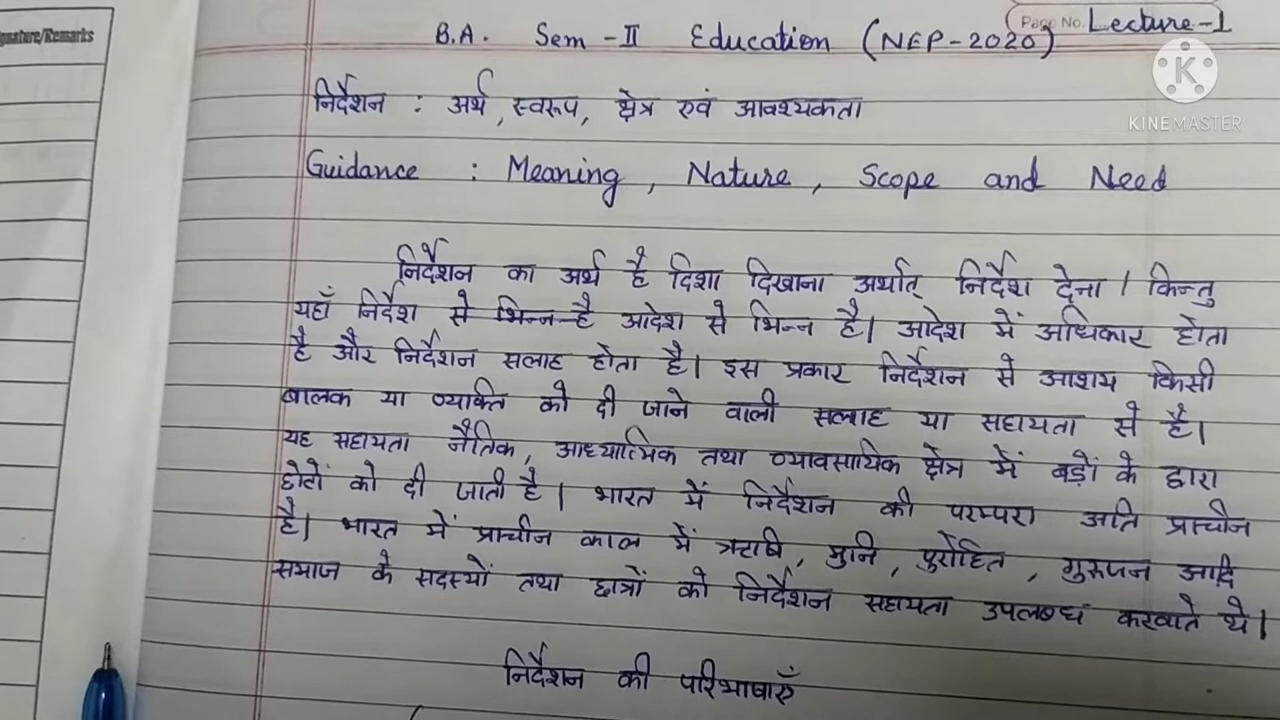 gnature/Remarks
Page No. Lecture-1
B.A. Sem-II Education (NEP-2020)
KINEMASTER
निर्देशन : अर्थ, स्वरूप, क्षेत्र एवं आवश्यकता
Guidance : Meaning, Nature, Scope and Need
निर्देशन का अर्थ है दिशा दिखाना अर्थात् निर्देश देना। किन्तु
यहाँ निर्देश से भिन्न है आदेश से भिन्न है। आदेश में अधिकार होता
है और निर्देशन सलाह होता है। इस प्रकार निर्देशन से आशय किसी
बालक या व्यक्ति को दी जाने वाली सलाह या सहायता से है।
यह सहायता नैतिक, आध्यात्मिक तथा व्यावसायिक क्षेत्र में बड़ों के द्वारा
छोटों को दी जाती है। भारत में निर्देशन की परम्परा अति प्राचीन
है। भारत में प्राचीन काल में ऋषि, मुनि, पुरोहित, गुरुजन आदि
समाज के सदस्यों तथा छात्रों को निर्देशन सहायता उपलब्ध करवाते थे।
निर्देशन की परिभाषाएँ